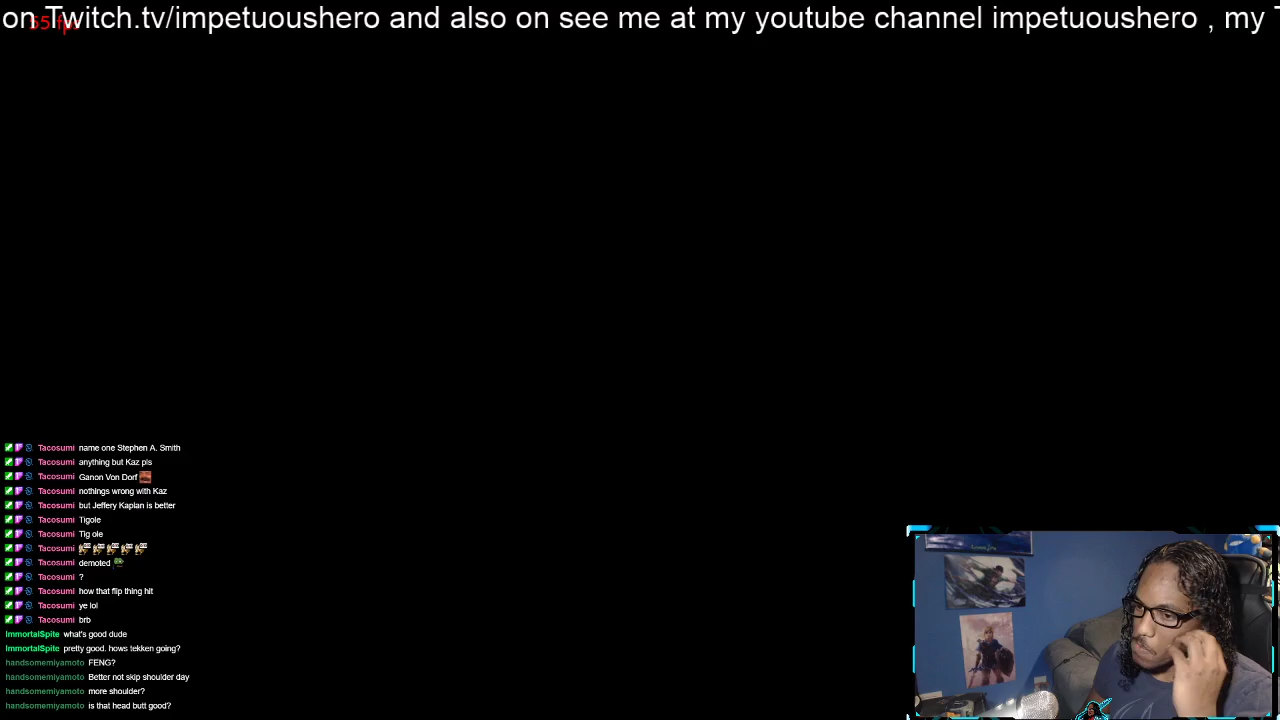 on Twitch.tv/impetuoushero and also on see me at my youtube channel impetuoushero , my
Tacosumi name one Stephen A. Smith
Tacosumi anything but Kaz pls
Tacosumi Ganon Von Dorf
Tacosumi nothings wrong with Kaz
Tacosumi but Jeffery Kaplan is better
Tacosumi Tigole
Tacosumi Tig ole
Tacosumi
Tacosumi demoted
Tacosumi ?
Tacosumi how that flip thing hit
Tacosumi ye lol
Tacosumi brb
ImmortalSpite what's good dude
ImmortalSpite pretty good. hows tekken going?
handsomemiyamoto FENG?
handsomemiyamoto Better not skip shoulder day
handsomemiyamoto more shoulder?
handsomemiyamoto is that head butt good?